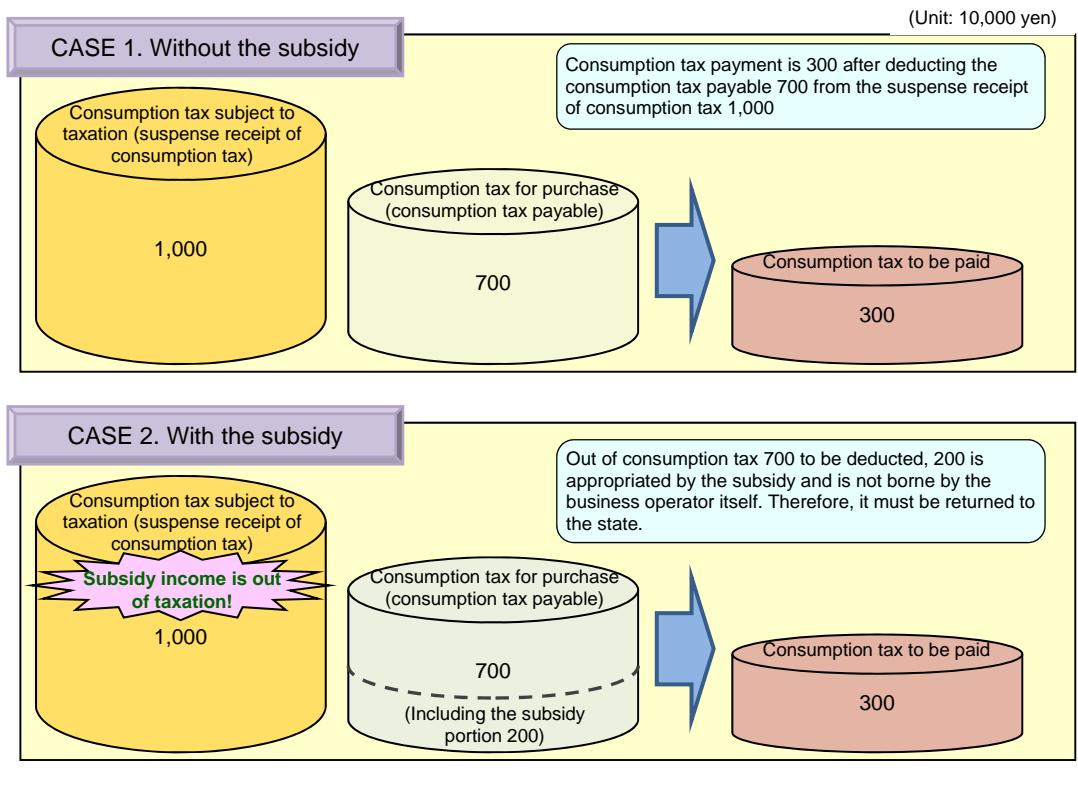 (Unit: 10,000 yen)
CASE 1. Without the subsidy
Consumption tax payment is 300 after deducting the
consumption tax payable 700 from the suspense receipt
of consumption tax 1,000
Consumption tax subject to
taxation (suspense receipt of
consumption tax)
1,000
Consumption tax for purchase
(consumption tax payable)
700
Consumption tax to be paid
300
CASE 2. With the subsidy
Out of consumption tax 700 to be deducted, 200 is
appropriated by the subsidy and is not borne by the
business operator itself. Therefore, it must be returned to
the state.
Consumption tax subject to
taxation (suspense receipt of
consumption tax)
Subsidy income is out
of taxation!
1,000
Consumption tax for purchase
(consumption tax payable)
700
(Including the subsidy
portion 200)
Consumption tax to be paid
300